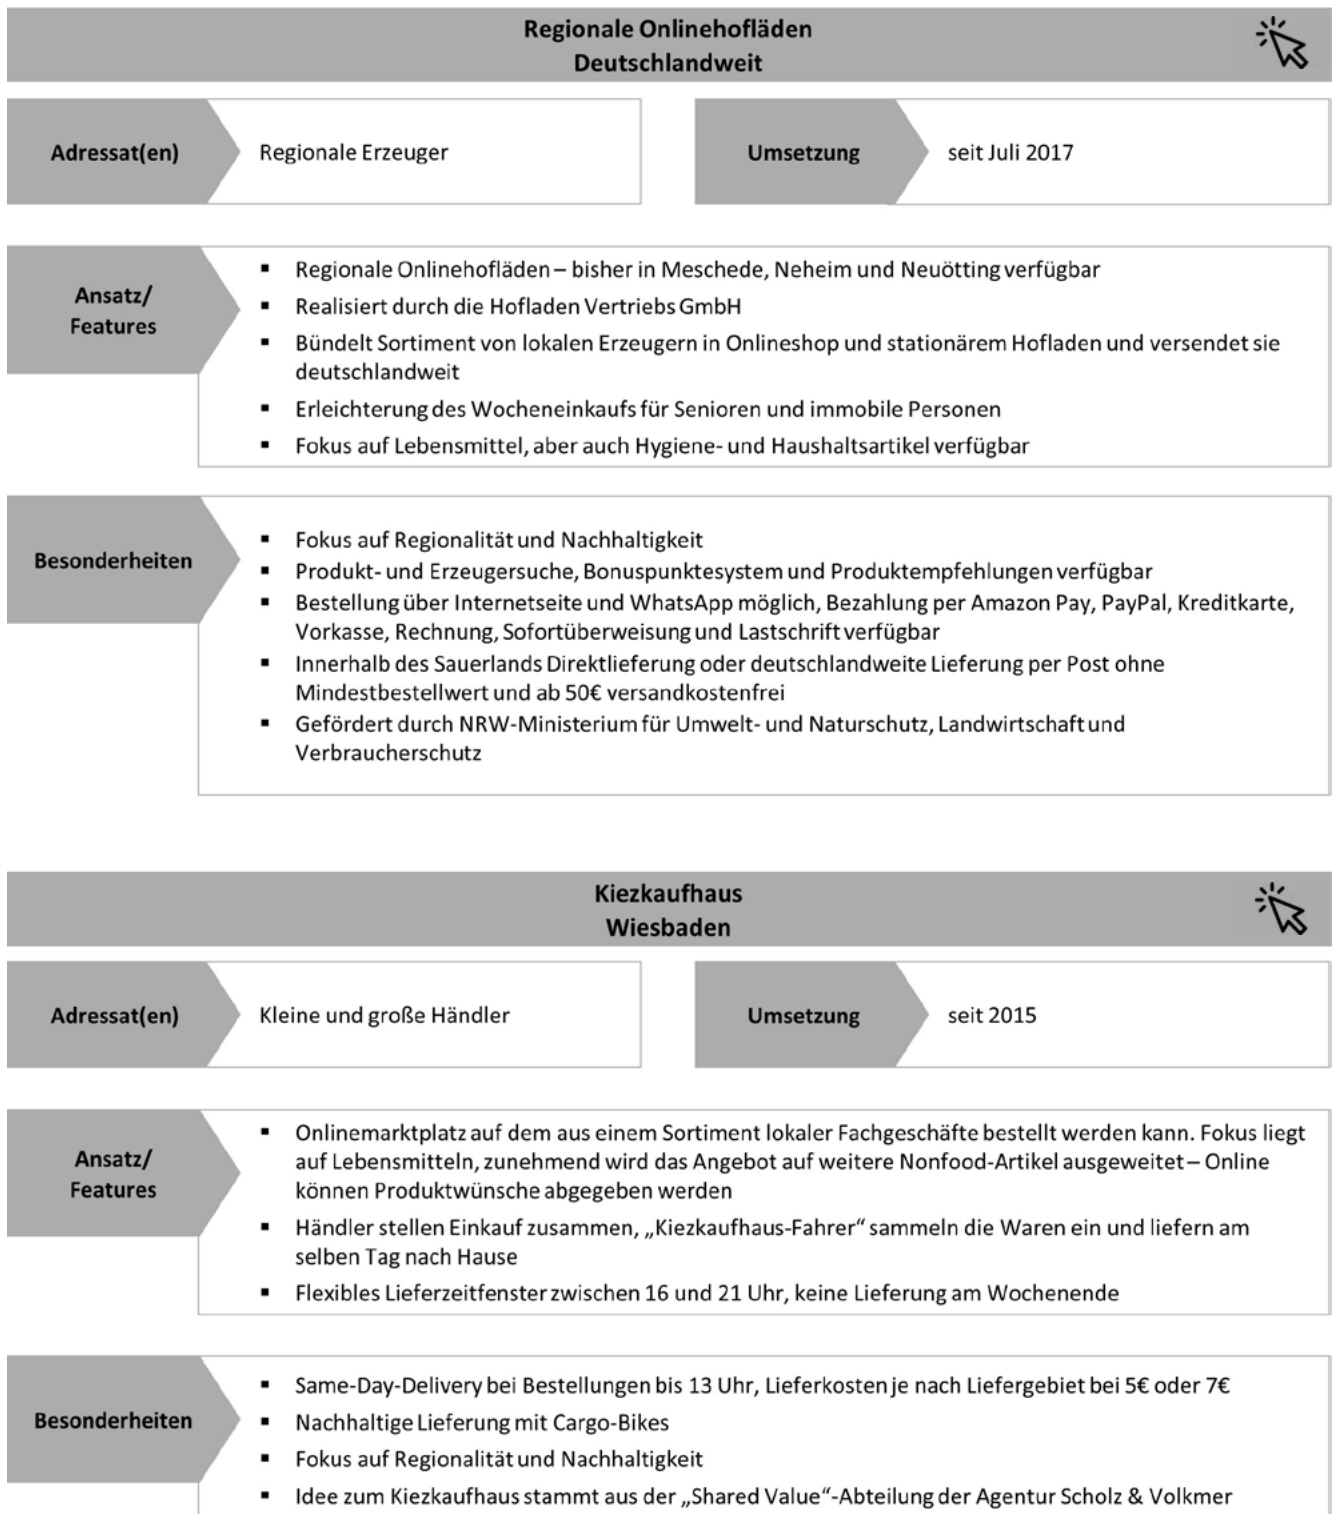 Regionale Onlinehofläden
Deutschlandweit
Adressat(en)
Regionale Erzeuger
Umsetzung
seit Juli 2017
Ansatz/
Features
▪ Regionale Onlinehofläden – bisher in Meschede, Neheim und Neuötting verfügbar
▪ Realisiert durch die Hofladen Vertriebs GmbH
▪ Bündelt Sortiment von lokalen Erzeugern in Onlineshop und stationärem Hofladen und versendet sie
deutschlandweit
▪ Erleichterung des Wocheneinkaufs für Senioren und immobile Personen
▪ Fokus auf Lebensmittel, aber auch Hygiene- und Haushaltsartikel verfügbar
Besonderheiten
▪ Fokus auf Regionalität und Nachhaltigkeit
▪ Produkt- und Erzeugersuche, Bonuspunktesystem und Produktempfehlungen verfügbar
▪ Bestellung über Internetseite und WhatsApp möglich, Bezahlung per Amazon Pay, PayPal, Kreditkarte,
Vorkasse, Rechnung, Sofortüberweisung und Lastschrift verfügbar
▪ Innerhalb des Sauerlands Direktlieferung oder deutschlandweite Lieferung per Post ohne
Mindestbestellwert und ab 50€ versandkostenfrei
▪ Gefördert durch NRW-Ministerium für Umwelt- und Naturschutz, Landwirtschaft und
Verbraucherschutz
Kiezkaufhaus
Wiesbaden
Adressat(en)
Kleine und große Händler
Umsetzung
seit 2015
Ansatz/
Features
▪ Onlinemarktplatz auf dem aus einem Sortiment lokaler Fachgeschäfte bestellt werden kann. Fokus liegt
auf Lebensmitteln, zunehmend wird das Angebot auf weitere Nonfood-Artikel ausgeweitet – Online
können Produktwünsche abgegeben werden
▪ Händler stellen Einkauf zusammen, „Kiezkaufhaus-Fahrer“ sammeln die Waren ein und liefern am
selben Tag nach Hause
▪ Flexibles Lieferzeitfenster zwischen 16 und 21 Uhr, keine Lieferung am Wochenende
Besonderheiten
▪ Same-Day-Delivery bei Bestellungen bis 13 Uhr, Lieferkosten je nach Liefergebiet bei 5€ oder 7€
▪ Nachhaltige Lieferung mit Cargo-Bikes
▪ Fokus auf Regionalität und Nachhaltigkeit
▪ Idee zum Kiezkaufhaus stammt aus der „Shared Value“-Abteilung der Agentur Scholz & Volkmer